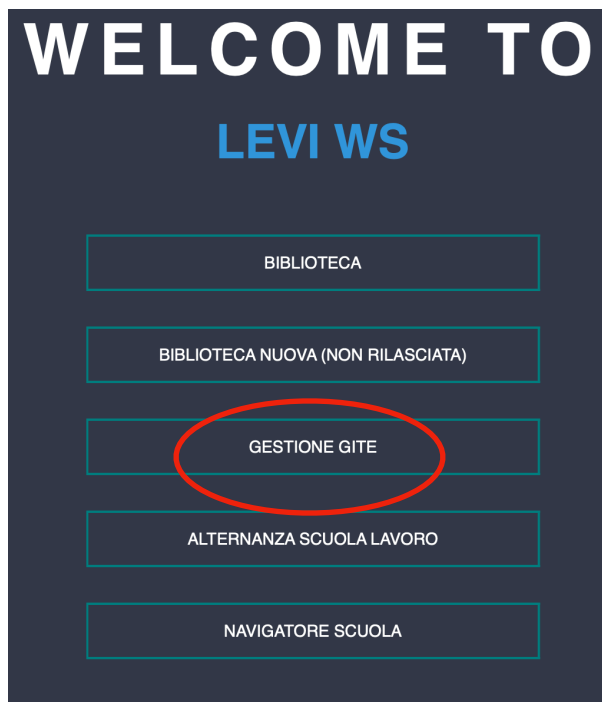 WELCOME TO
LEVI WS
BIBLIOTECA
BIBLIOTECA NUOVA (NON RILASCIATA)
GESTIONE GITE
ALTERNANZA SCUOLA LAVORO
NAVIGATORE SCUOLA